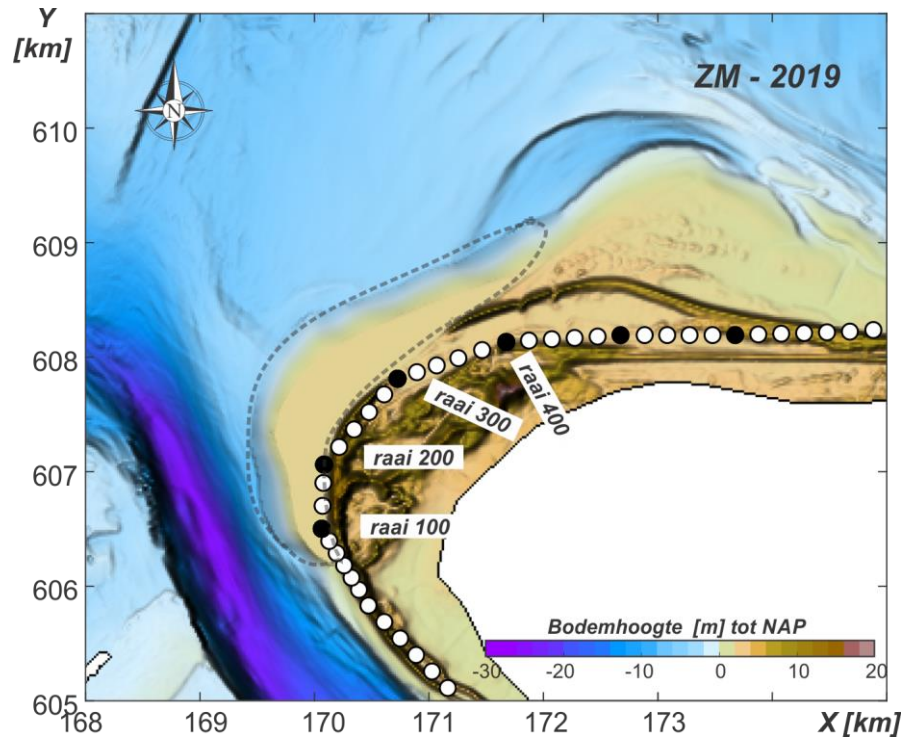 Y
[km]
ZM - 2019
N
610
609
608
607
606
605
raai 300
raai 400
raai 200
raai 100
Bodemhoogte [m] tot NAP
-30
-20
-10
0
10
20
168
169
170
171
172
173
X [km]